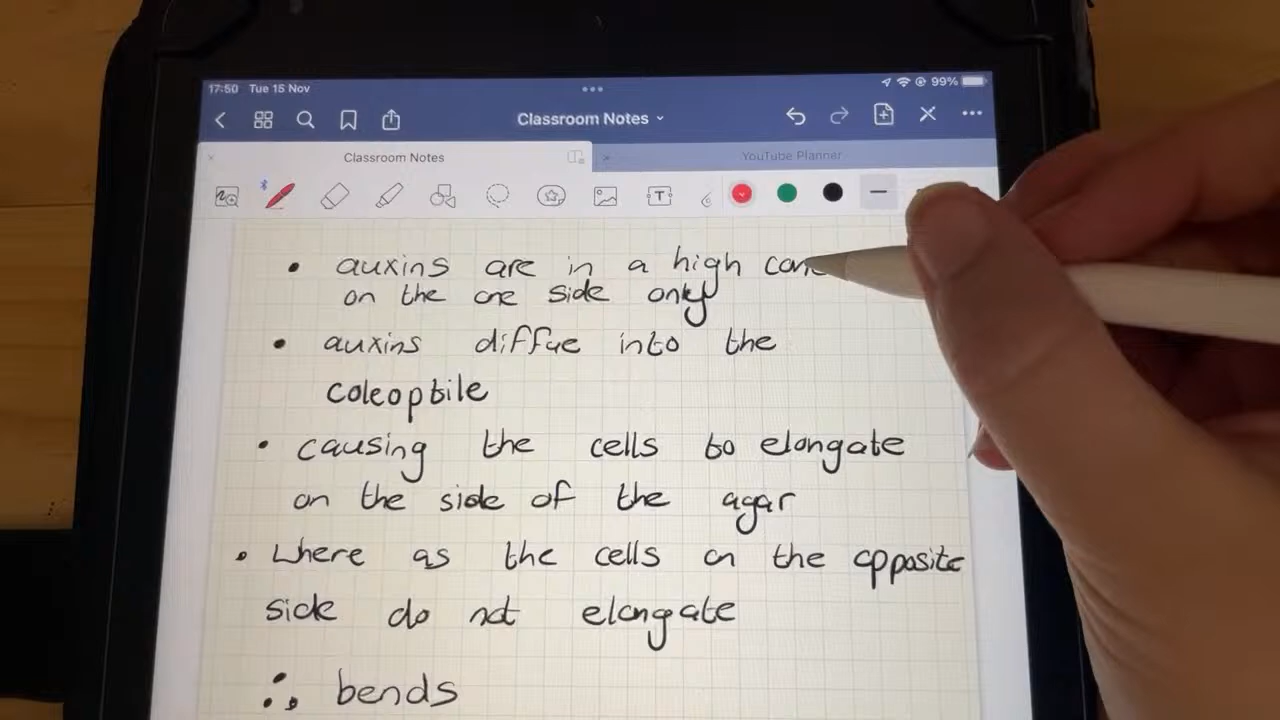 17:50 Tue 15 Nov
99%
Classroom Notes
Classroom Notes
YouTube Planner
T
• auxins are in a high conc
on the one side only
• auxins diffue into the
coleoptile
• causing the cells to elongate
on the side of the agar
• Where as the cells on the opposite
side do not elongate
∴ bends